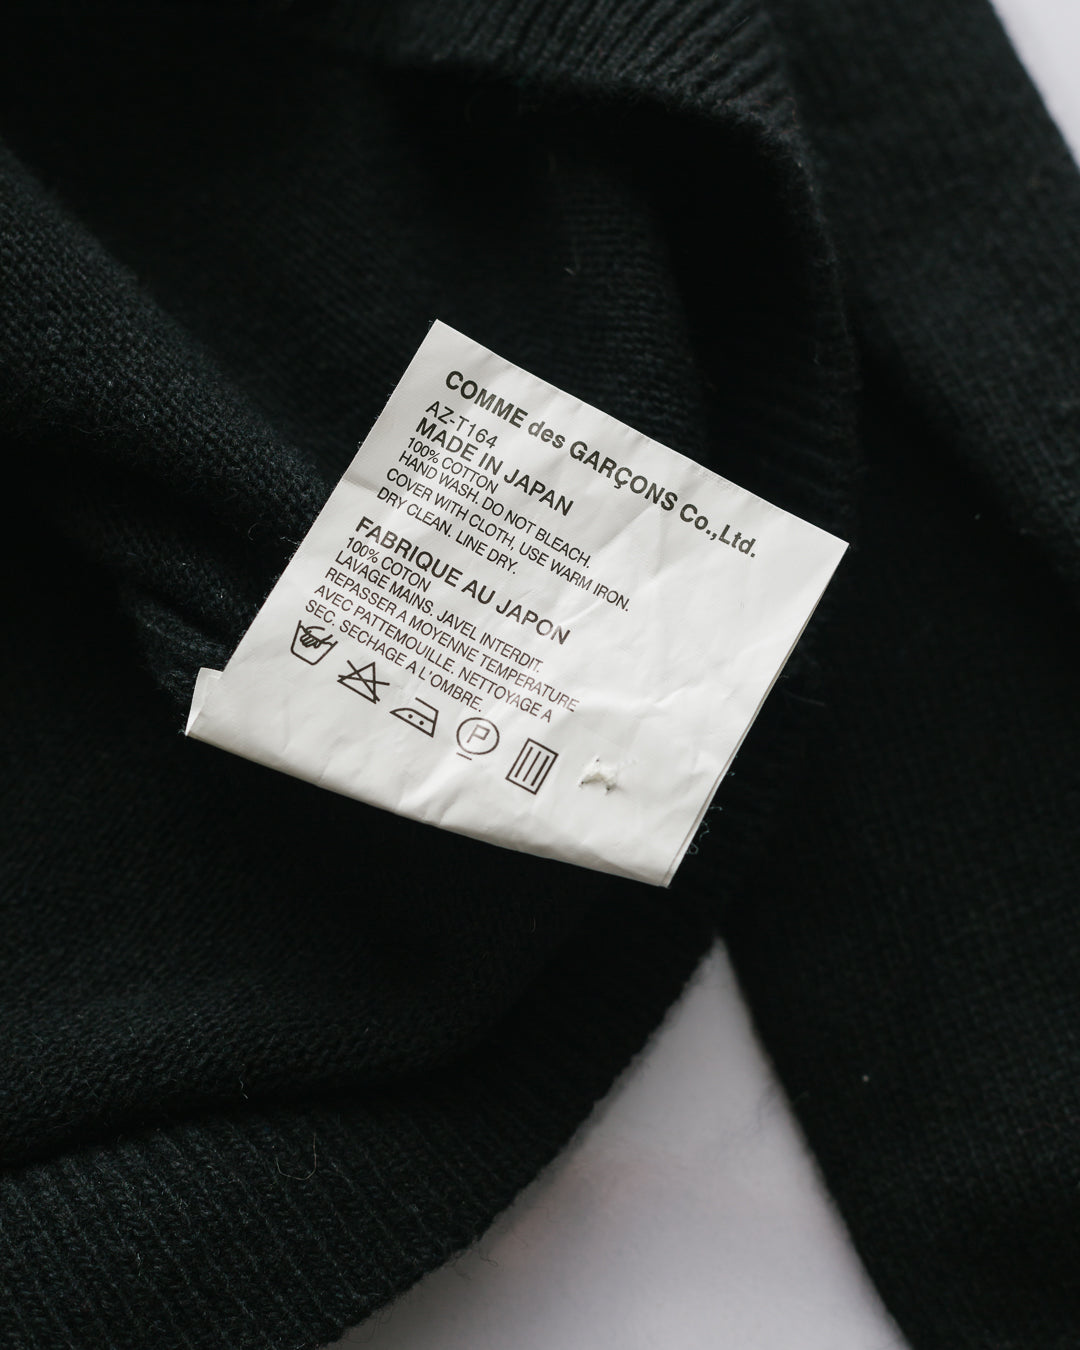 COMME des GARÇONS Co.,Ltd.
AZ-T164
MADE IN JAPAN
100% COTTON
HAND WASH. DO NOT BLEACH.
COVER WITH CLOTH, USE WARM IRON.
DRY CLEAN. LINE DRY.
FABRIQUE AU JAPON
100% COTON
LAVAGE MAINS. JAVEL INTERDIT.
REPASSER A MOYENNE TEMPERATURE
AVEC PATTEMOUILLE. NETTOYAGE A
SEC. SECHAGE A L'OMBRE.
P